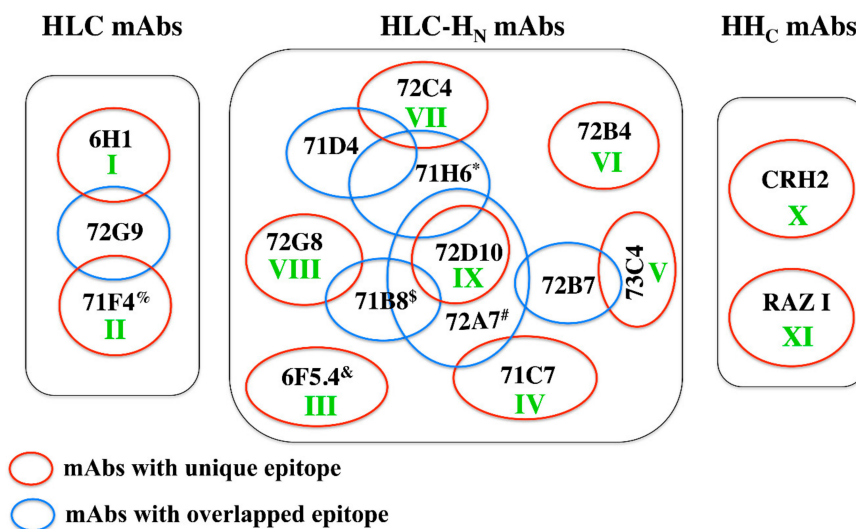 HLC mAbs
HLC-H_N mAbs
HH_C mAbs
6H1
I
72G9
71F4%
II
72C4
VII
71D4
71H6*
72B4
VI
72G8
VIII
72D10
IX
71B8$
72A7#
72B7
73C4
V
6F5.4&
III
71C7
IV
CRH2
X
RAZ I
XI
mAbs with unique epitope
mAbs with overlapped epitope